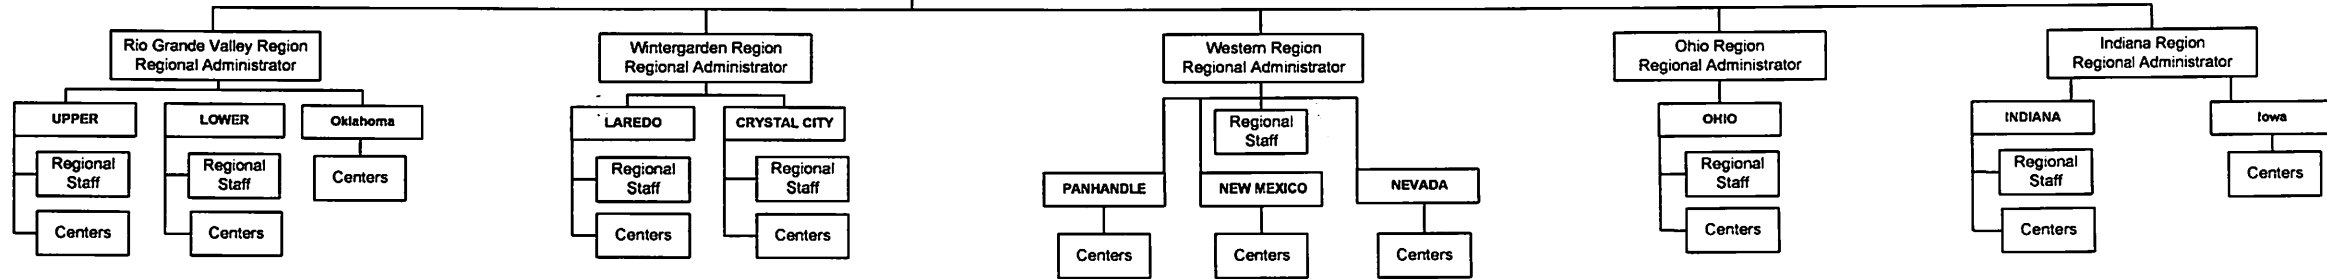 Rio Grande Valley Region
Regional Administrator
Wintergarden Region
Regional Administrator
Western Region
Regional Administrator
Ohio Region
Regional Administrator
Indiana Region
Regional Administrator
UPPER
LOWER
Oklahoma
LAREDO
CRYSTAL CITY
Regional
Staff
OHIO
INDIANA
Iowa
Regional
Staff
Regional
Staff
Centers
Regional
Staff
Regional
Staff
PANHANDLE
NEW MEXICO
NEVADA
Regional
Staff
Regional
Staff
Centers
Centers
Centers
Centers
Centers
Centers
Centers
Centers
Centers
Centers